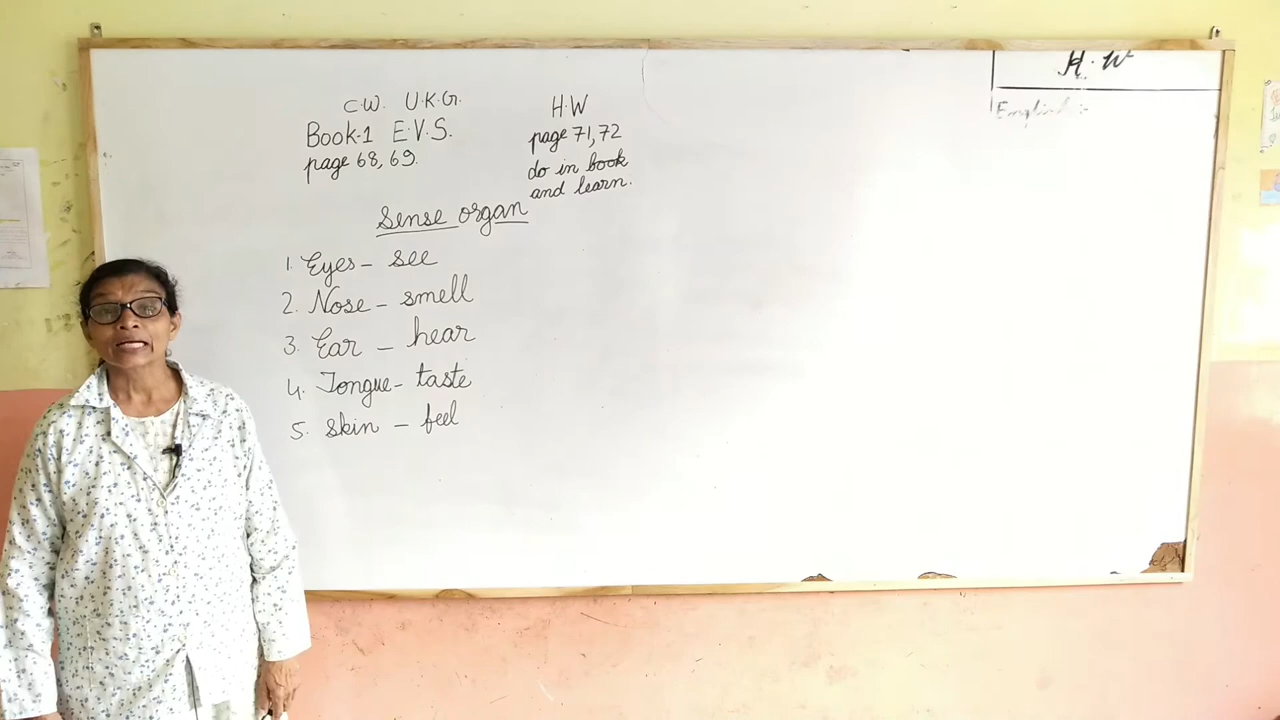 C.W. U.K.G.
Book-1 E.V.S.
page 68, 69.
H.W
page 71, 72
do in book
and learn.
Sense organ
1. Eyes - see
2. Nose - smell
3. Ear - hear
4. Tongue - taste
5. Skin - feel
H.W
English :-